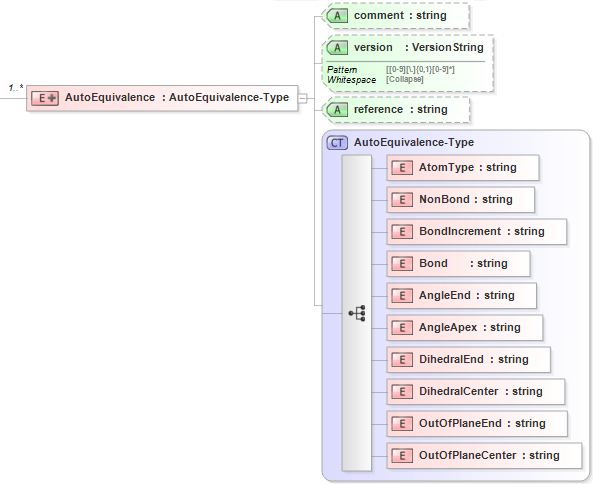 A comment : string
A version : VersionString
Pattern [[0-9][\.]{0,1}[0-9]*]
Whitespace [Collapse]
1..*
E AutoEquivalence : AutoEquivalence-Type
A reference : string
CT AutoEquivalence-Type
E AtomType : string
E NonBond : string
E BondIncrement : string
E Bond : string
E AngleEnd : string
E AngleApex : string
E DihedralEnd : string
E DihedralCenter : string
E OutOfPlaneEnd : string
E OutOfPlaneCenter : string